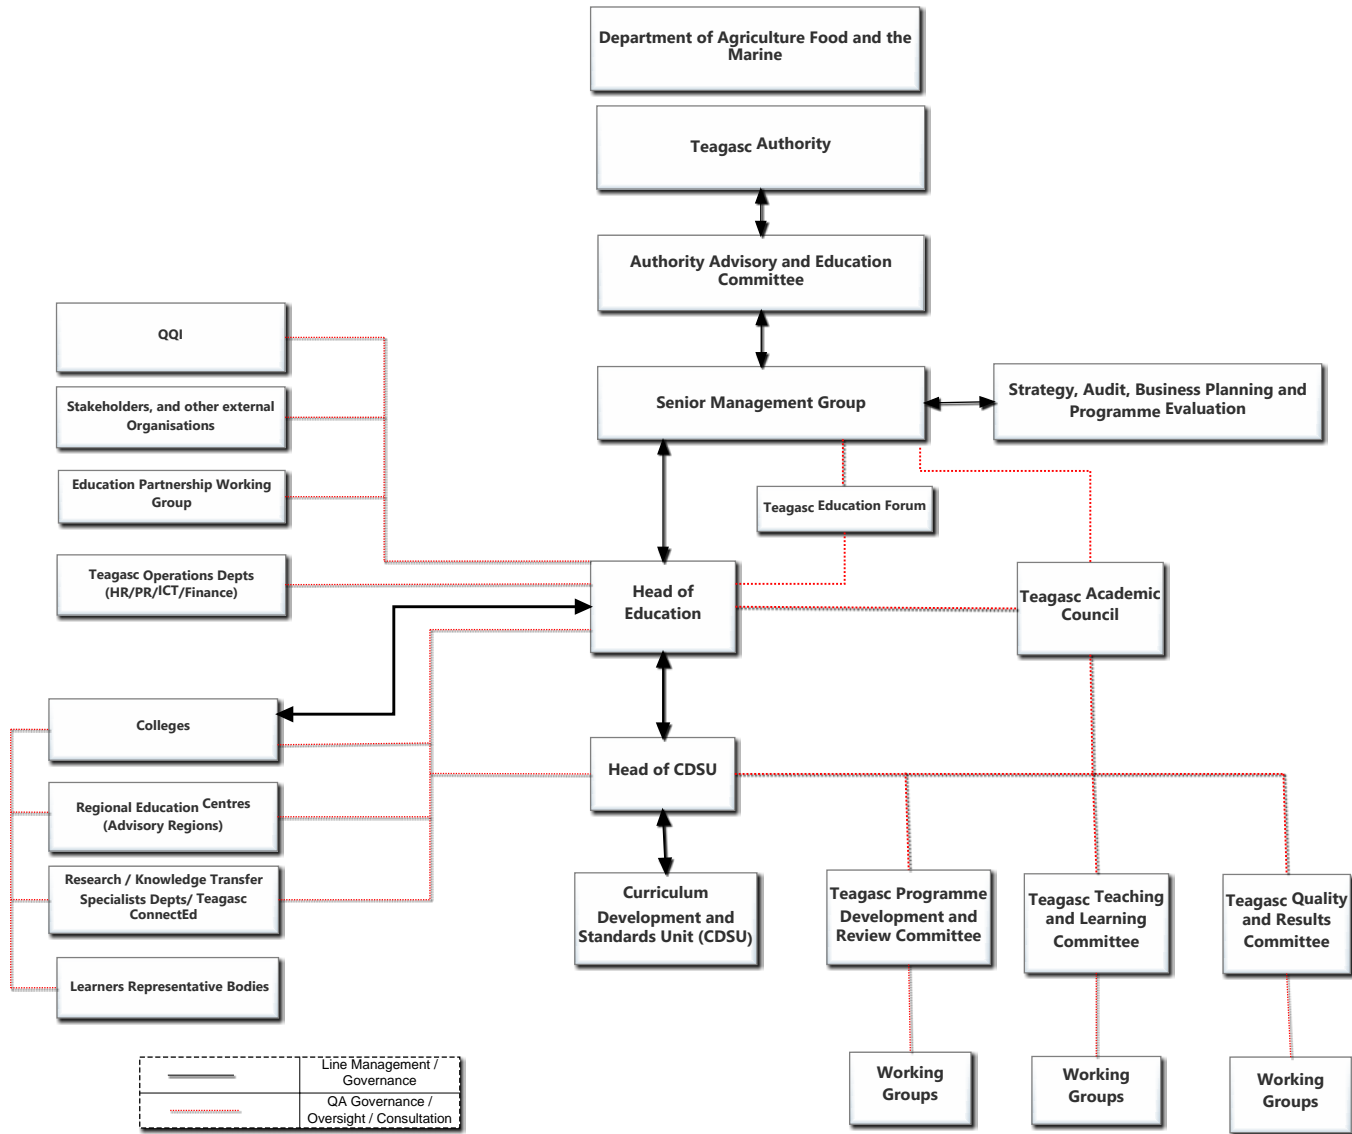 Department of Agriculture Food and the
Marine
Teagasc Authority
Authority Advisory and Education
Committee
QQI
Stakeholders, and other external
Organisations
Senior Management Group
Strategy, Audit, Business Planning and
Programme Evaluation
Education Partnership Working
Group
Teagasc Education Forum
Teagasc Operations Depts
(HR/PR/ICT/Finance)
Head of
Education
Teagasc Academic
Council
Colleges
Head of CDSU
Regional Education Centres
(Advisory Regions)
Research / Knowledge Transfer
Specialists Depts/ Teagasc
ConnectEd
Curriculum
Development and
Standards Unit (CDSU)
Teagasc Programme
Development and
Review Committee
Teagasc Teaching
and Learning
Committee
Teagasc Quality
and Results
Committee
Learners Representative Bodies
Working
Groups
Working
Groups
Working
Groups
Line Management /
Governance
QA Governance /
Oversight / Consultation